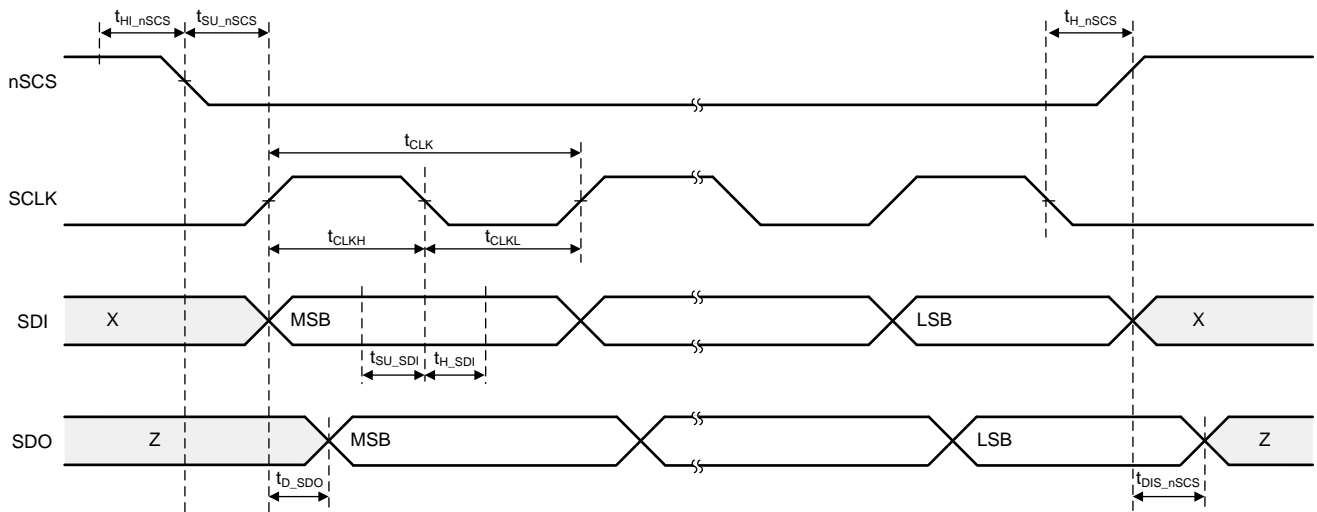 tHI_nSCS tSU_nSCS tH_nSCS
nSCS
tCLK
SCLK
tCLKH tCLKL
SDI X MSB LSB X
tSU_SDI tH_SDI
SDO Z MSB LSB Z
tD_SDO tDIS_nSCS